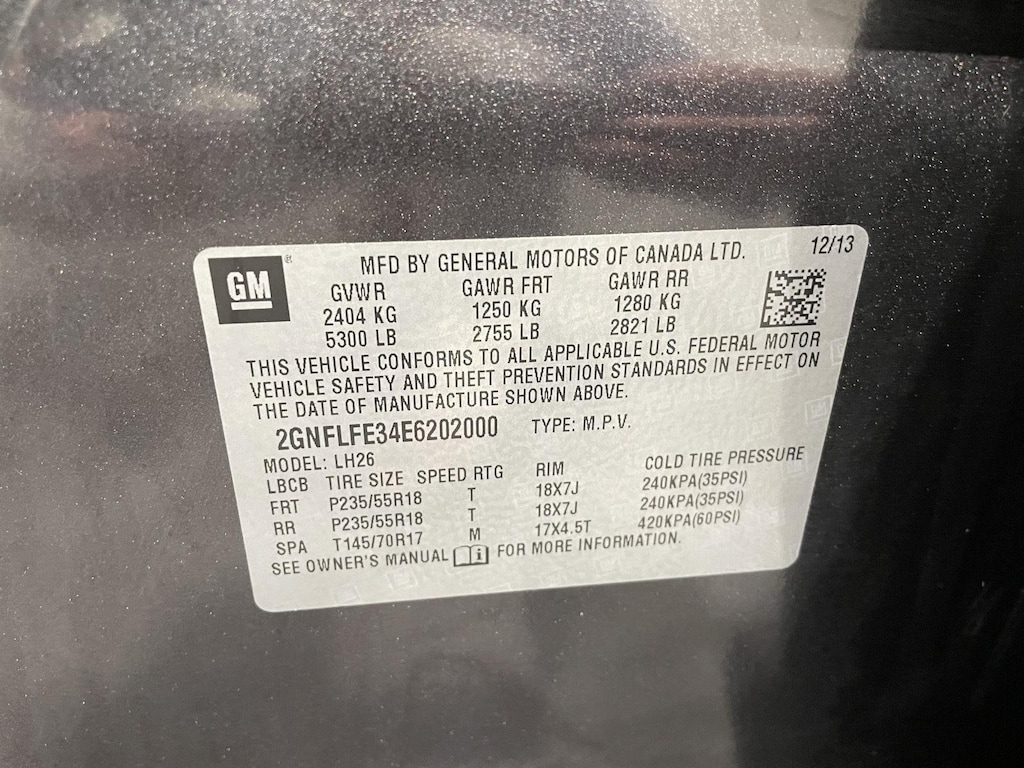 GM ®
MFD BY GENERAL MOTORS OF CANADA LTD. 12/13
GVWR GAWR FRT GAWR RR
2404 KG 1250 KG 1280 KG
5300 LB 2755 LB 2821 LB
THIS VEHICLE CONFORMS TO ALL APPLICABLE U.S. FEDERAL MOTOR
VEHICLE SAFETY AND THEFT PREVENTION STANDARDS IN EFFECT ON
THE DATE OF MANUFACTURE SHOWN ABOVE.
2GNFLFE34E6202000 TYPE: M.P.V.
MODEL: LH26
LBCB TIRE SIZE SPEED RTG RIM COLD TIRE PRESSURE
FRT P235/55R18 T 18X7J 240KPA(35PSI)
RR P235/55R18 T 18X7J 240KPA(35PSI)
SPA T145/70R17 M 17X4.5T 420KPA(60PSI)
SEE OWNER'S MANUAL FOR MORE INFORMATION.